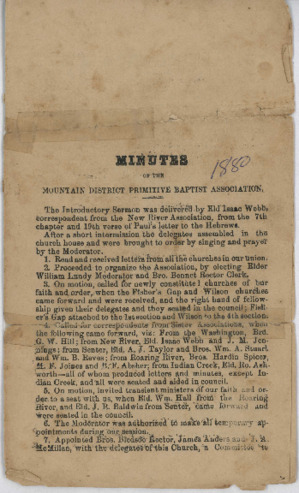 MINUTES
1880
OF THE
MOUNTAIN DISTRICT PRIMITIVE BAPTIST ASSOCIATION,
The Introductory Sermon was delivered by Eld Isaac Webb,
correspondent from the New River Association, from the 7th
chapter and 19th verse of Paul's letter to the Hebrews.
After a short intermission the delegates assembled in the
church house and were brought to order by singing and prayer
by the Moderator.
1. Read and received letters from all the churches in our union.
2. Proceeded to organize the Association, by electing Elder
William Lundy Moderator and Bro. Bonnet Rector Clerk.
3. On motion, called for newly constitute 1 churches of our
faith and order, when the Fisher's Gap and Wilson churches
came forward and were received, and the right hand of fellow-
ship given their delegates and they seated in the council;
Gap attached to the 1st section and Wilson to the 4th section.
4. Called for correspondents from Sister Associations, when
the following came forward, viz: From the Washington, Bro.
G. W. Hill; from New River, Eld Isaac Webb and J. M. Jen-
nings; from Senter, Eld. A. J. Taylor and Bros. Wm. A. Stuart
and Wm. B. Reves; from Roaring River, Bros. Hardin Spicer,
F. Joines and from Indian Creek, Eld. Ro. Ash-
worth—all of whom produced letters and minutes, except In-
dian Creek, and all were seated and aided in council.
5. On motion, invited transient ministers of our faith and or-
der to a seat with us, when Eld. Wm. Hall from the Roaring
River, and Eld. J. R. Baldwin from Senter, came forward and
were seated in the council.
6. The Moderator was authorized to make all temporary ap-
pointments during our session.
7. Appointed Bros. Bledsoe Rector, James Anders and J. R.
McMillan, with the delegates of this Church, a Committee to